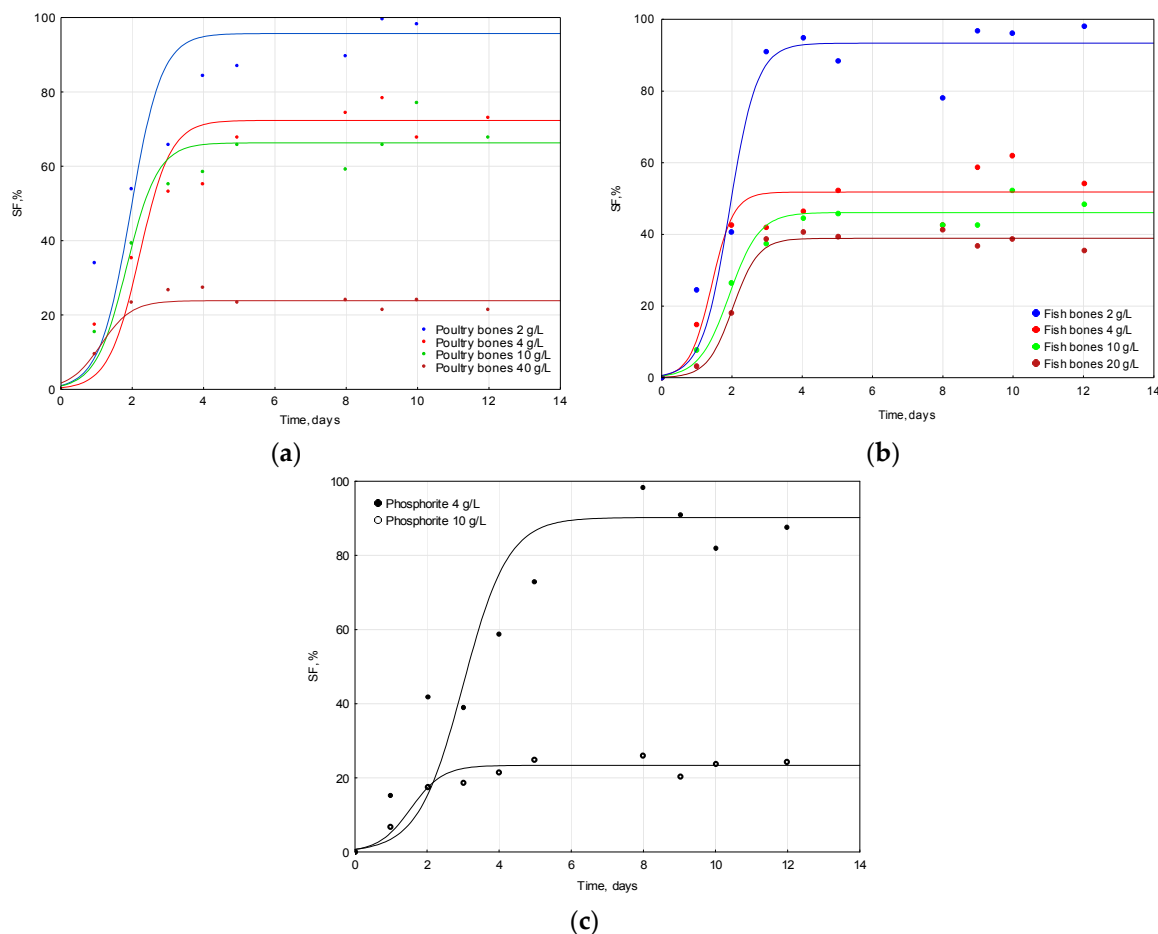 100
80
60
40
20
0
SF,%
0 2 4 6 8 10 12 14
Time, days
Poultry bones 2 g/L
Poultry bones 4 g/L
Poultry bones 10 g/L
Poultry bones 40 g/L
(a)
100
80
60
40
20
0
SF,%
0 2 4 6 8 10 12 14
Time, days
Fish bones 2 g/L
Fish bones 4 g/L
Fish bones 10 g/L
Fish bones 20 g/L
(b)
100
80
60
40
20
0
SF, %
Phosphorite 4 g/L
Phosphorite 10 g/L
0 2 4 6 8 10 12 14
Time, days
(c)